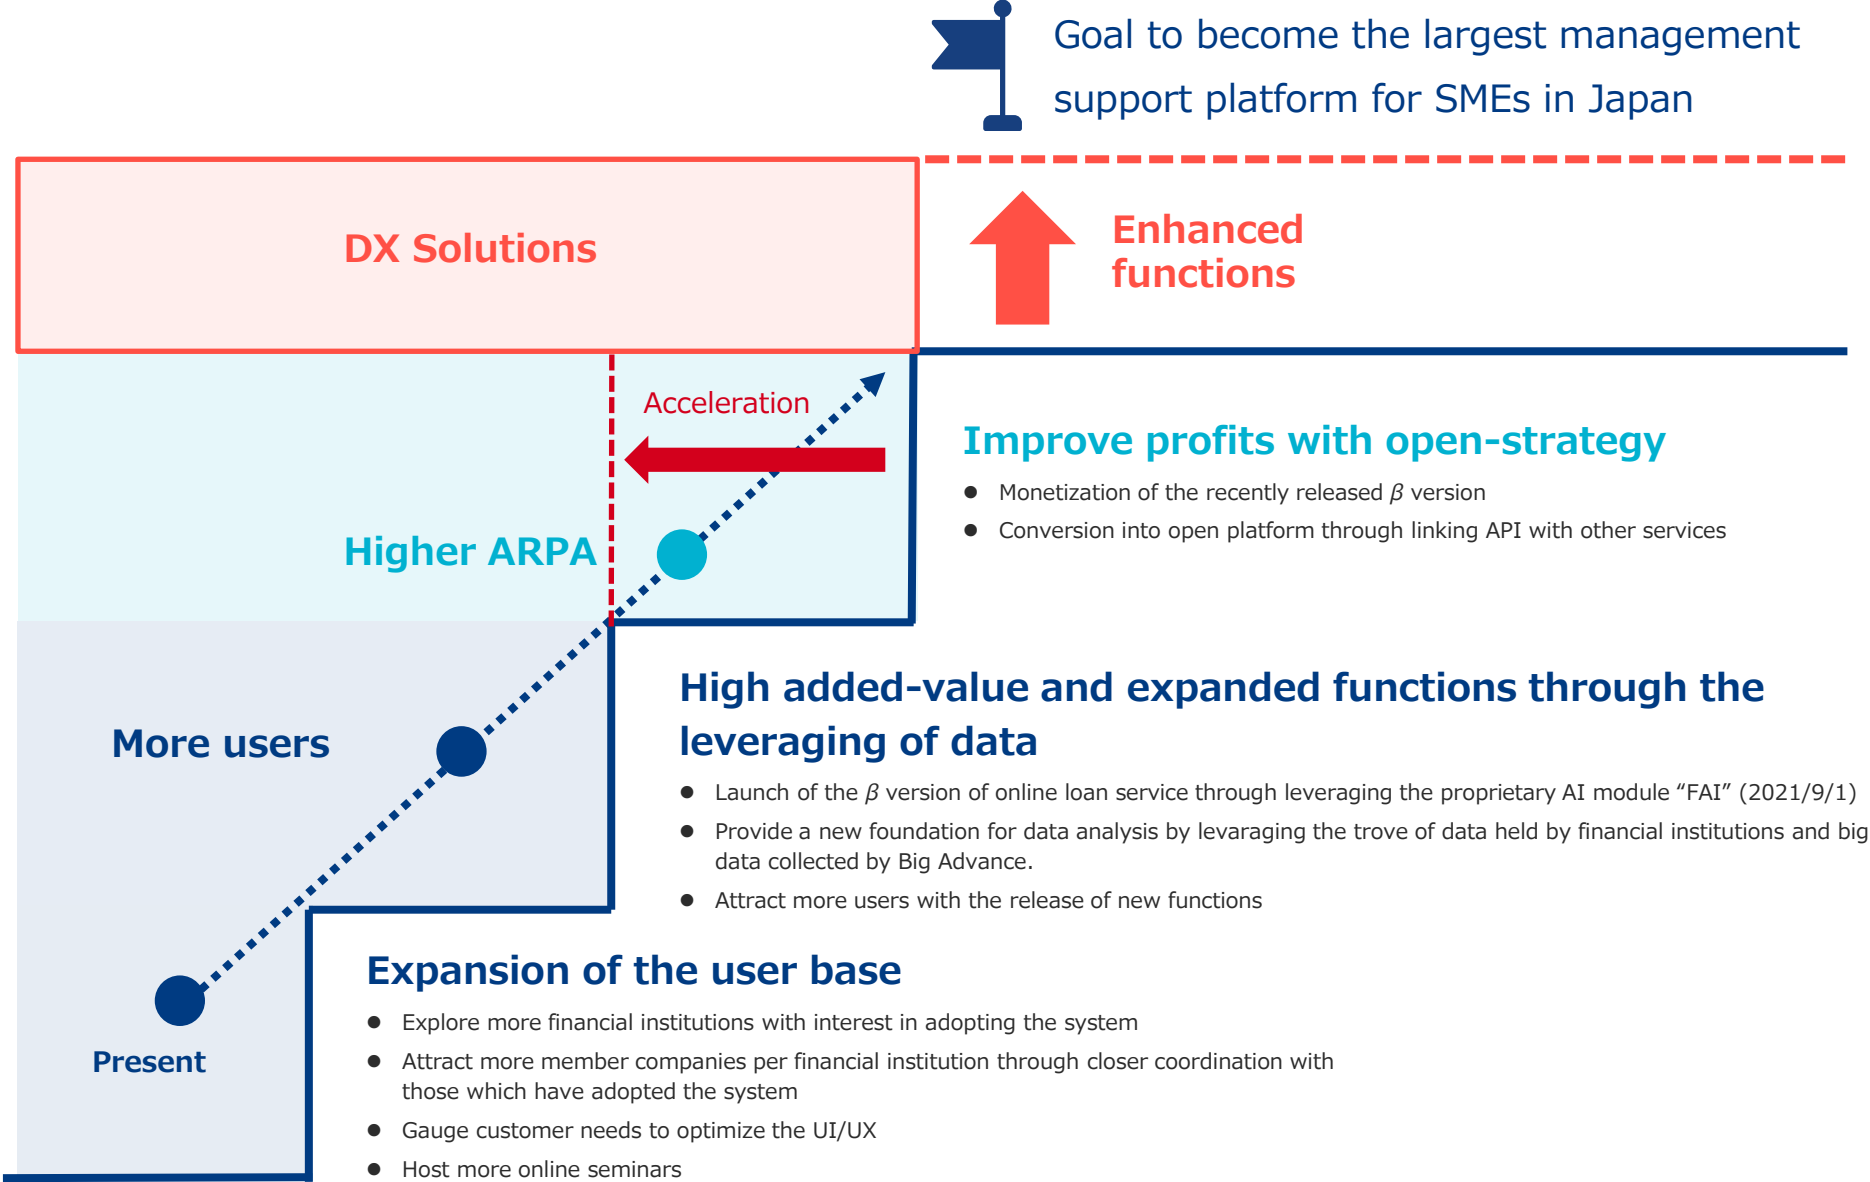 Goal to become the largest management
support platform for SMEs in Japan
DX Solutions
Enhanced
functions
Acceleration
Higher ARPA
Improve profits with open-strategy
● Monetization of the recently released β version
● Conversion into open platform through linking API with other services
More users
High added-value and expanded functions through the
leveraging of data
● Launch of the β version of online loan service through leveraging the proprietary AI module “FAI” (2021/9/1)
● Provide a new foundation for data analysis by levaraging the trove of data held by financial institutions and big
data collected by Big Advance.
● Attract more users with the release of new functions
Present
Expansion of the user base
● Explore more financial institutions with interest in adopting the system
● Attract more member companies per financial institution through closer coordination with
those which have adopted the system
● Gauge customer needs to optimize the UI/UX
● Host more online seminars